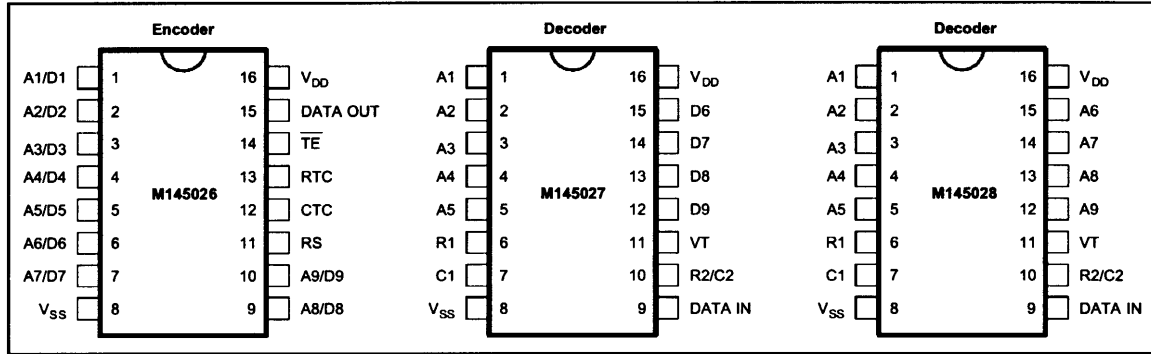 Encoder
A1/D1 1 16 VDD
A2/D2 2 15 DATA OUT
A3/D3 3 14 T̅E̅
A4/D4 4 13 RTC
M145026
A5/D5 5 12 CTC
A6/D6 6 11 RS
A7/D7 7 10 A9/D9
VSS 8 9 A8/D8
Decoder
A1 1 16 VDD
A2 2 15 D6
A3 3 14 D7
A4 4 13 D8
M145027
A5 5 12 D9
R1 6 11 VT
C1 7 10 R2/C2
VSS 8 9 DATA IN
Decoder
A1 1 16 VDD
A2 2 15 A6
A3 3 14 A7
A4 4 13 A8
M145028
A5 5 12 A9
R1 6 11 VT
C1 7 10 R2/C2
VSS 8 9 DATA IN